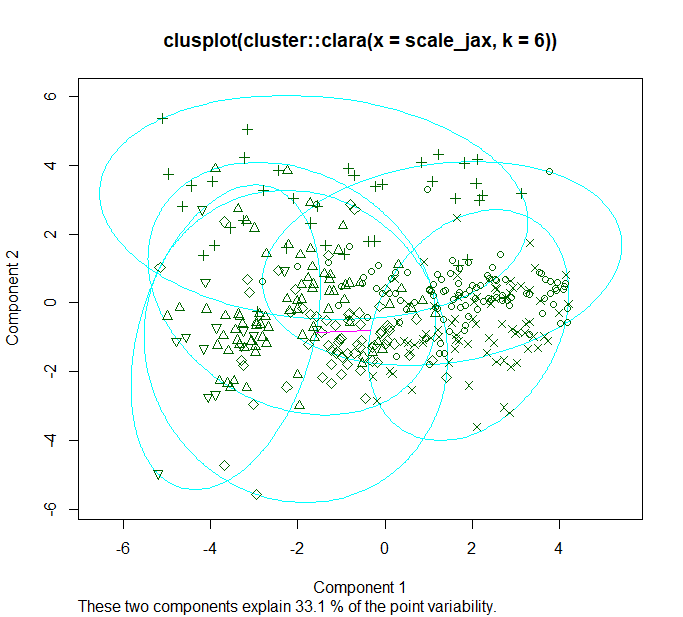 clusplot(cluster::clara(x = scale_jax, k = 6))
Component 2
6
4
2
0
-2
-4
-6
-6 -4 -2 0 2 4
Component 1
These two components explain 33.1 % of the point variability.